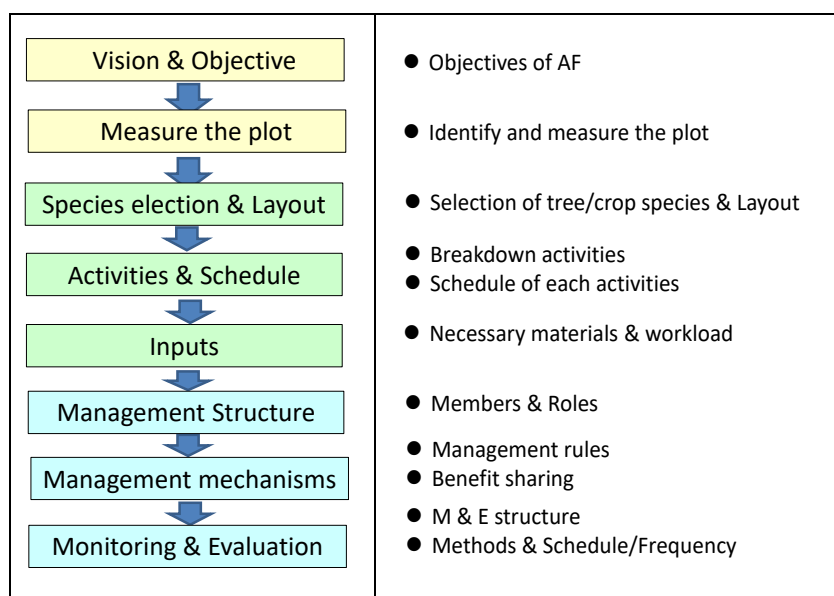 Vision & Objective
● Objectives of AF
Measure the plot
● Identify and measure the plot
Species election & Layout
● Selection of tree/crop species & Layout
Activities & Schedule
● Breakdown activities
● Schedule of each activities
Inputs
● Necessary materials & workload
Management Structure
● Members & Roles
Management mechanisms
● Management rules
● Benefit sharing
Monitoring & Evaluation
● M & E structure
● Methods & Schedule/Frequency